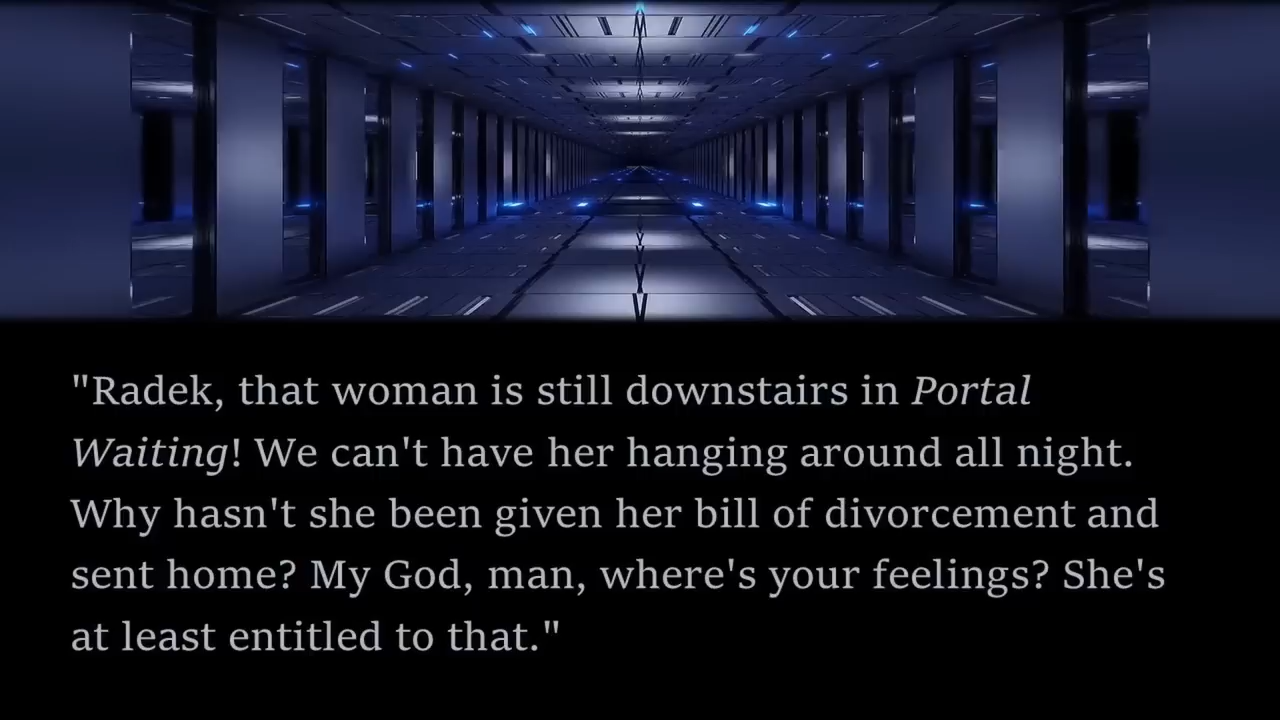 "Radek, that woman is still downstairs in Portal
Waiting! We can't have her hanging around all night.
Why hasn't she been given her bill of divorcement and
sent home? My God, man, where's your feelings? She's
at least entitled to that."